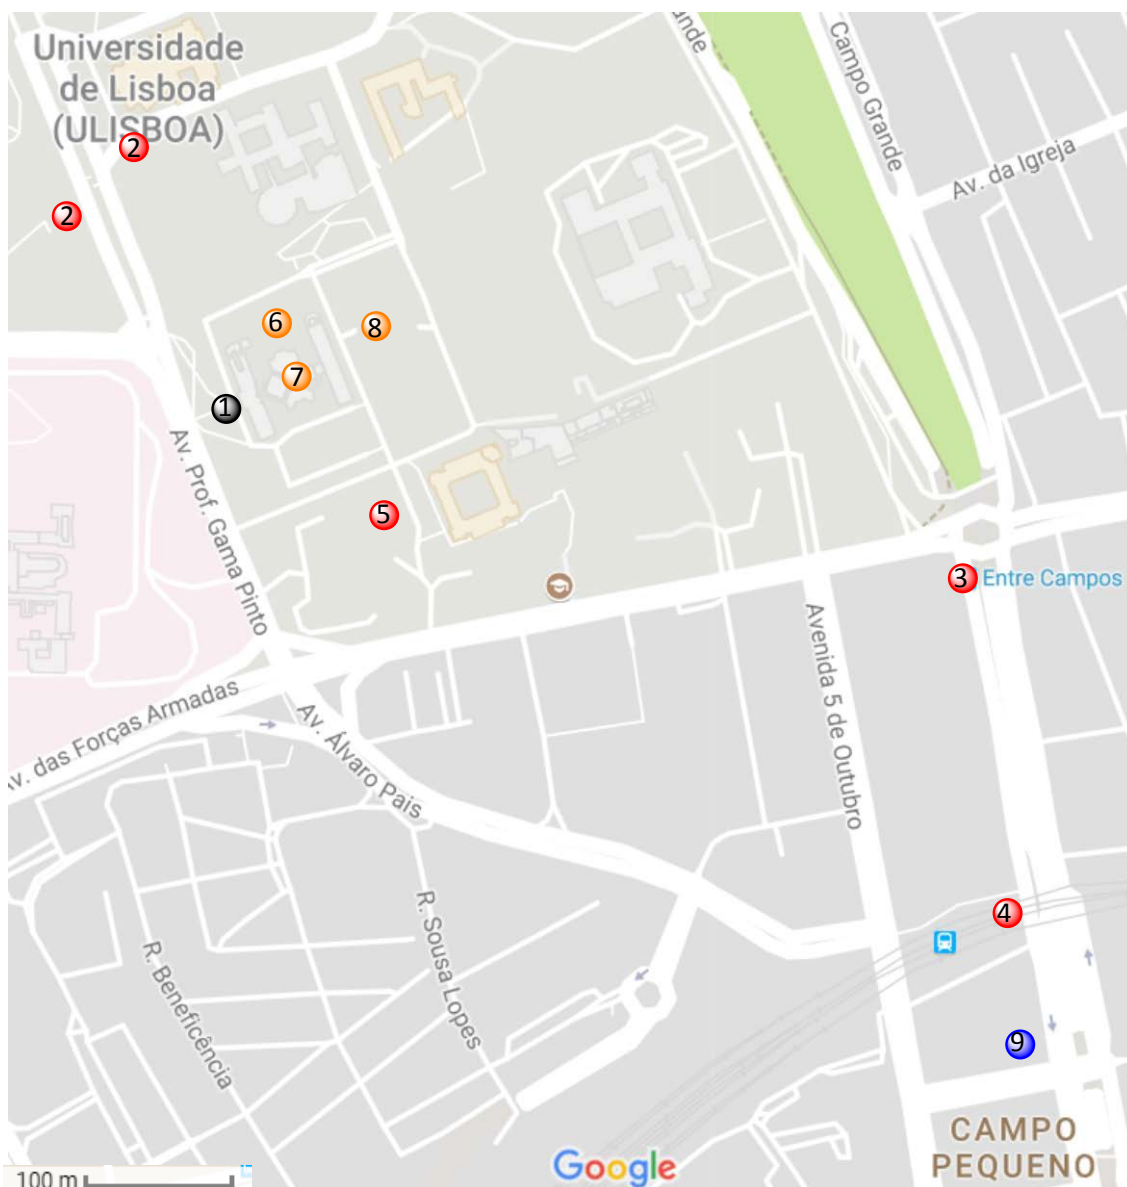 Universidade
de Lisboa
(ULISBOA)
ande
Campo Grande
Av. da Igreja
2
2
6
8
7
1
Av. Prof. Gama Pinto
5
3
Entre Campos
Avenida 5 de Outubro
v. das Forças Armadas
Av. Álvaro Pais
R. Sousa Lopes
4
R. Beneficência
9
CAMPO
PEQUENO
Google
100 m